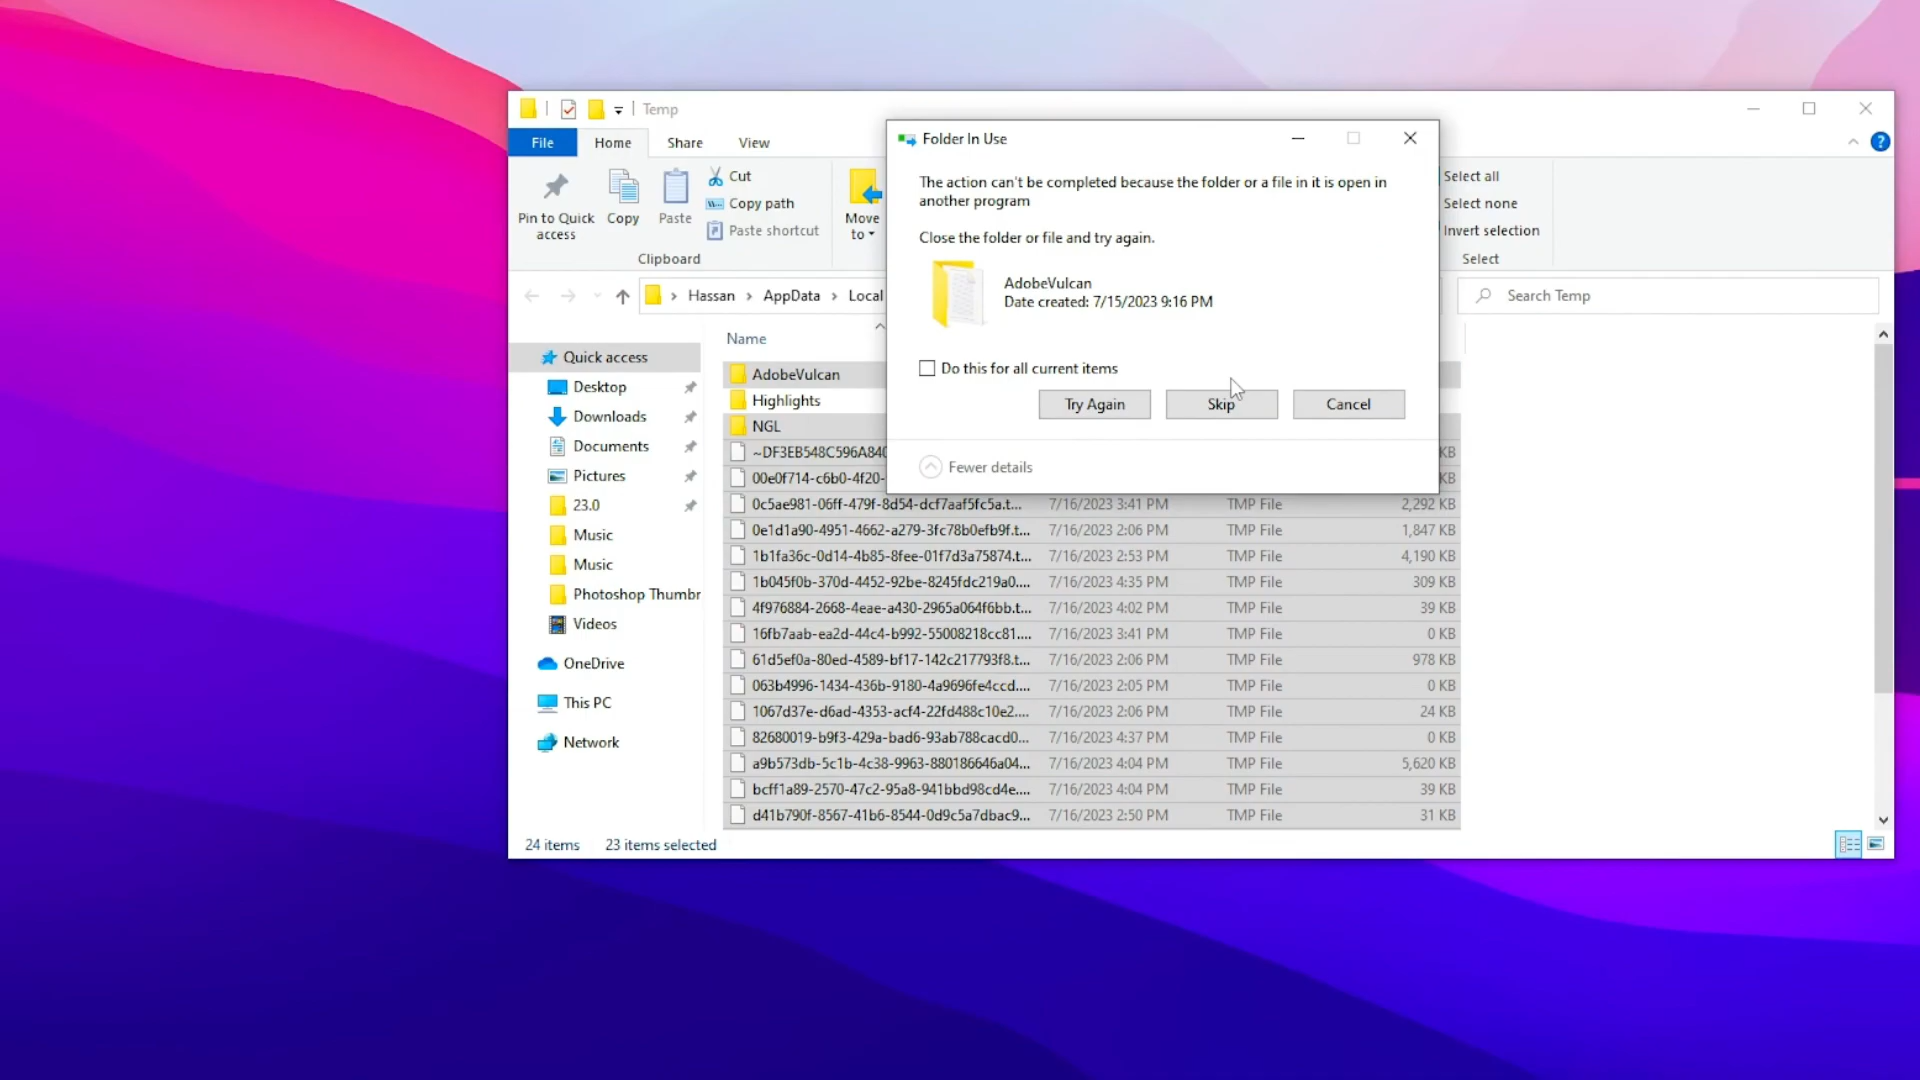 Temp
File
Home
Share
View
Pin to Quick
access
Copy
Paste
Cut
Copy path
Paste shortcut
Clipboard
Move
to
Select all
Select none
Invert selection
Select
Folder In Use
The action can't be completed because the folder or a file in it is open in
another program
Close the folder or file and try again.
AdobeVulcan
Date created: 7/15/2023 9:16 PM
Do this for all current items
Try Again
Skip
Cancel
Fewer details
Hassan
AppData
Local
Search Temp
Quick access
Desktop
Downloads
Documents
Pictures
23.0
Music
Music
Photoshop Thumbr
Videos
OneDrive
This PC
Network
Name
AdobeVulcan
Highlights
NGL
~DF3EB548C596A840 KB
00e0f714-c6b0-4f20- KB
0c5ae981-06ff-479f-8d54-dcf7aaf5fc5a.t... 7/16/2023 3:41 PM TMP File 2,292 KB
0e1d1a90-4951-4662-a279-3fc78b0efb9f.t... 7/16/2023 2:06 PM TMP File 1,847 KB
1b1fa36c-0d14-4b85-8fee-01f7d3a75874.t... 7/16/2023 2:53 PM TMP File 4,190 KB
1b045f0b-370d-4452-92be-8245fdc219a0.... 7/16/2023 4:35 PM TMP File 309 KB
4f976884-2668-4eae-a430-2965a064f6bb.t... 7/16/2023 4:02 PM TMP File 39 KB
16fb7aab-ea2d-44c4-b992-55008218cc81.... 7/16/2023 3:41 PM TMP File 0 KB
61d5ef0a-80ed-4589-bf17-142c217793f8.t... 7/16/2023 2:06 PM TMP File 978 KB
063b4996-1434-436b-9180-4a9696fe4ccd.... 7/16/2023 2:05 PM TMP File 0 KB
1067d37e-d6ad-4353-acf4-22fd488c10e2.... 7/16/2023 2:06 PM TMP File 24 KB
82680019-b9f3-429a-bad6-93ab788cacd0... 7/16/2023 4:37 PM TMP File 0 KB
a9b573db-5c1b-4c38-9963-880186646a04... 7/16/2023 4:04 PM TMP File 5,620 KB
bcff1a89-2570-47c2-95a8-941bbd98cd4e.... 7/16/2023 4:04 PM TMP File 39 KB
d41b790f-8567-41b6-8544-0d9c5a7dbac9... 7/16/2023 2:50 PM TMP File 31 KB
24 items
23 items selected